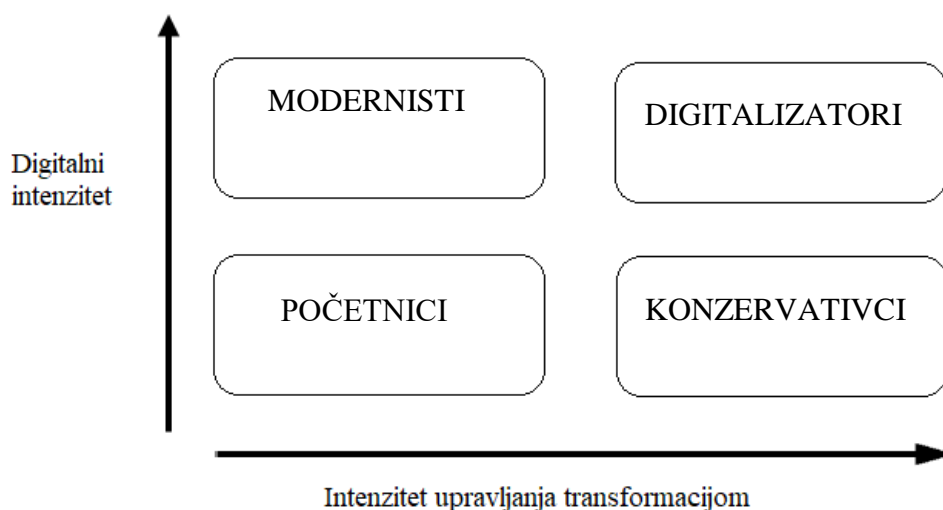 MODERNISTI
DIGITALIZATORI
Digitalni
intenzitet
POČETNICI
KONZERVATIVCI
Intenzitet upravljanja transformacijom